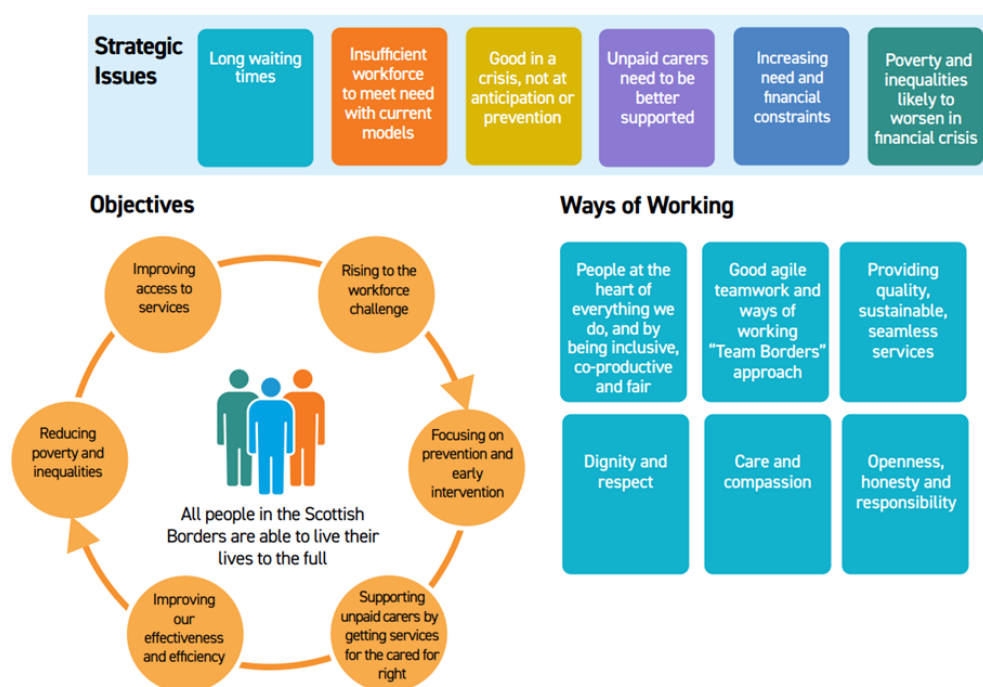 Strategic
Issues
Long waiting
times
Insufficient
workforce
to meet need
with current
models
Good in a
crisis, not at
anticipation or
prevention
Unpaid carers
need to be
better
supported
Increasing
need and
financial
constraints
Poverty and
inequalities
likely to
worsen in
financial crisis
Objectives
Improving
access to
services
Rising to the
workforce
challenge
Focusing on
prevention and
early
intervention
Supporting
unpaid carers by
getting services
for the cared for
right
Improving
our
effectiveness
and efficiency
Reducing
poverty and
inequalities
All people in the Scottish
Borders are able to live their
lives to the full
Ways of Working
People at the
heart of
everything we
do, and by
being inclusive,
co-productive
and fair
Good agile
teamwork and
ways of
working
“Team Borders”
approach
Providing
quality,
sustainable,
seamless
services
Dignity and
respect
Care and
compassion
Openness,
honesty and
responsibility